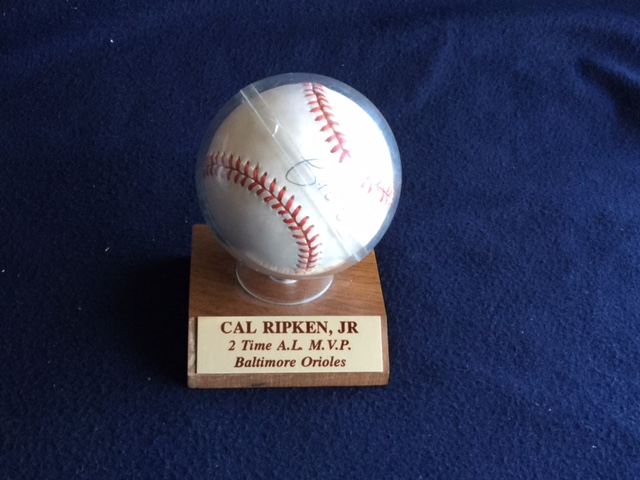 CAL RIPKEN, JR
2 Time A.L. M.V.P.
Baltimore Orioles